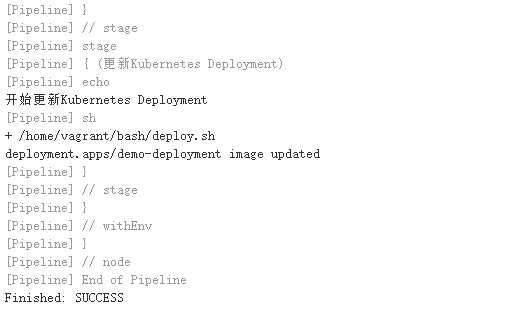 [Pipeline] }
[Pipeline] // stage
[Pipeline] stage
[Pipeline] { (更新Kubernetes Deployment)
[Pipeline] echo
开始更新Kubernetes Deployment
[Pipeline] sh
+ /home/vagrant/bash/deploy.sh
deployment.apps/demo-deployment image updated
[Pipeline] }
[Pipeline] // stage
[Pipeline] }
[Pipeline] // withEnv
[Pipeline] }
[Pipeline] // node
[Pipeline] End of Pipeline
Finished: SUCCESS